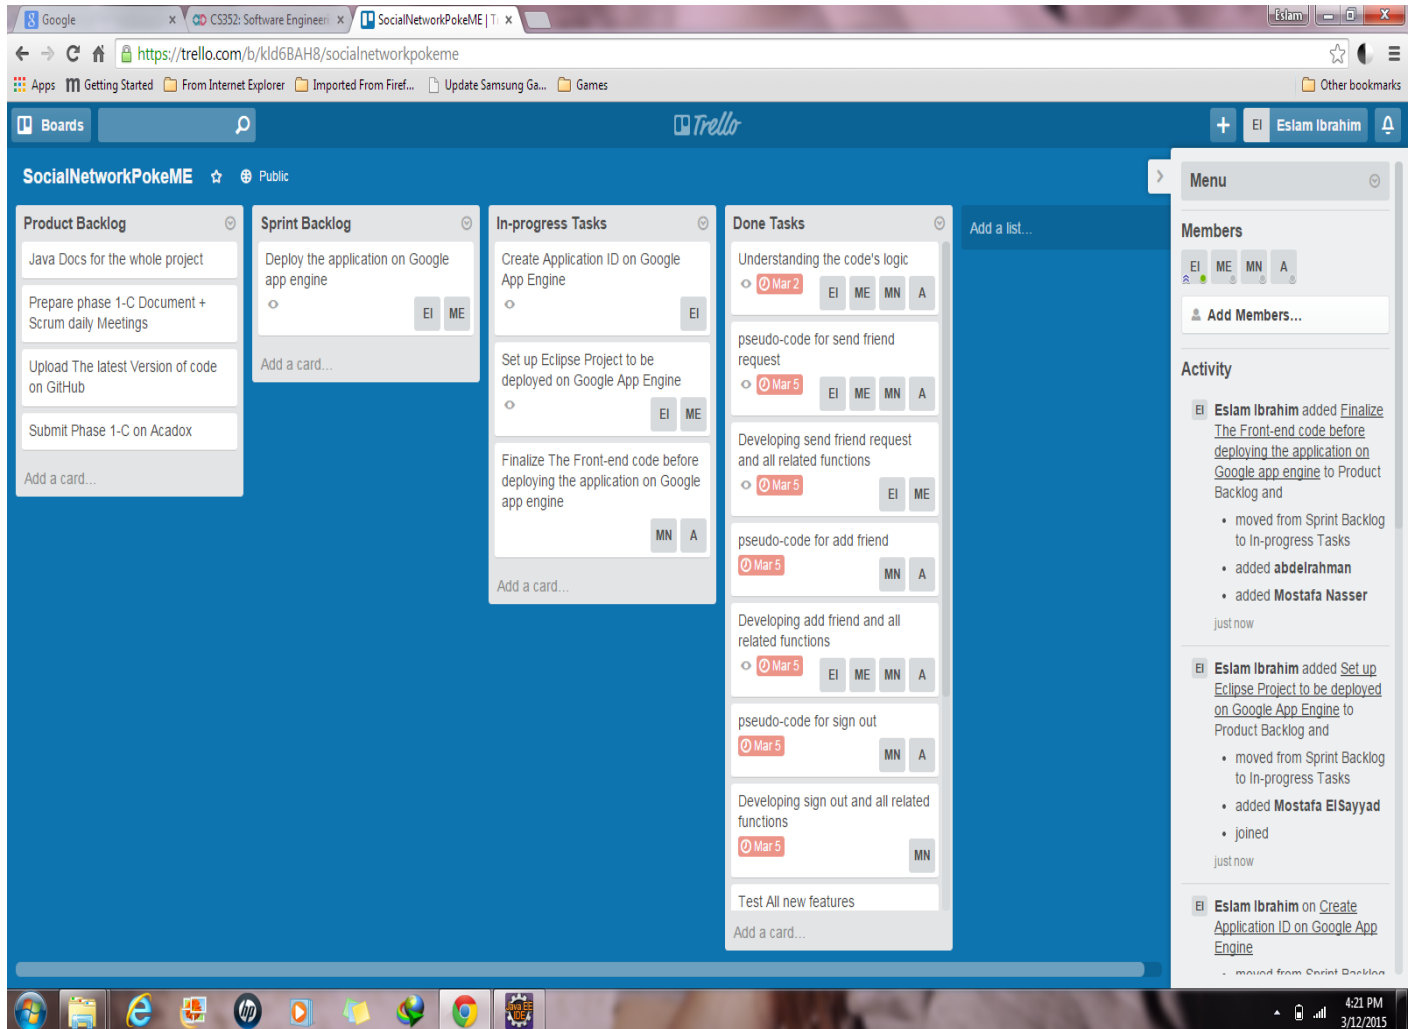 Google
CS352: Software Engineeri
SocialNetworkPokeME | T
Eslam
https://trello.com/b/kld6BAH8/socialnetworkpokeme
Apps Getting Started From Internet Explorer Imported From Firef... Update Samsung Ga... Games Other bookmarks
Boards
Trello
EI Eslam Ibrahim
SocialNetworkPokeME Public
Product Backlog
Java Docs for the whole project
Prepare phase 1-C Document +
Scrum daily Meetings
Upload The latest Version of code
on GitHub
Submit Phase 1-C on Acadox
Add a card...
Sprint Backlog
Deploy the application on Google
app engine
EI ME
Add a card...
In-progress Tasks
Create Application ID on Google
App Engine
EI
Set up Eclipse Project to be
deployed on Google App Engine
EI ME
Finalize The Front-end code before
deploying the application on Google
app engine
MN A
Add a card...
Done Tasks
Understanding the code's logic
Mar 2
EI ME MN A
pseudo-code for send friend
request
Mar 5
EI ME MN A
Developing send friend request
and all related functions
Mar 5
EI ME
pseudo-code for add friend
Mar 5
MN A
Developing add friend and all
related functions
Mar 5
EI ME MN A
pseudo-code for sign out
Mar 5
MN A
Developing sign out and all related
functions
Mar 5
MN
Test All new features
Add a card...
Add a list...
Menu
Members
EI ME MN A
Add Members...
Activity
EI Eslam Ibrahim added Finalize
The Front-end code before
deploying the application on
Google app engine to Product
Backlog and
• moved from Sprint Backlog
to In-progress Tasks
• added abdelrahman
• added Mostafa Nasser
just now
EI Eslam Ibrahim added Set up
Eclipse Project to be deployed
on Google App Engine to
Product Backlog and
• moved from Sprint Backlog
to In-progress Tasks
• added Mostafa ElSayyad
• joined
just now
EI Eslam Ibrahim on Create
Application ID on Google App
Engine
• moved from Sprint Backlog
hp
Java EE
IDE
4:21 PM
3/12/2015